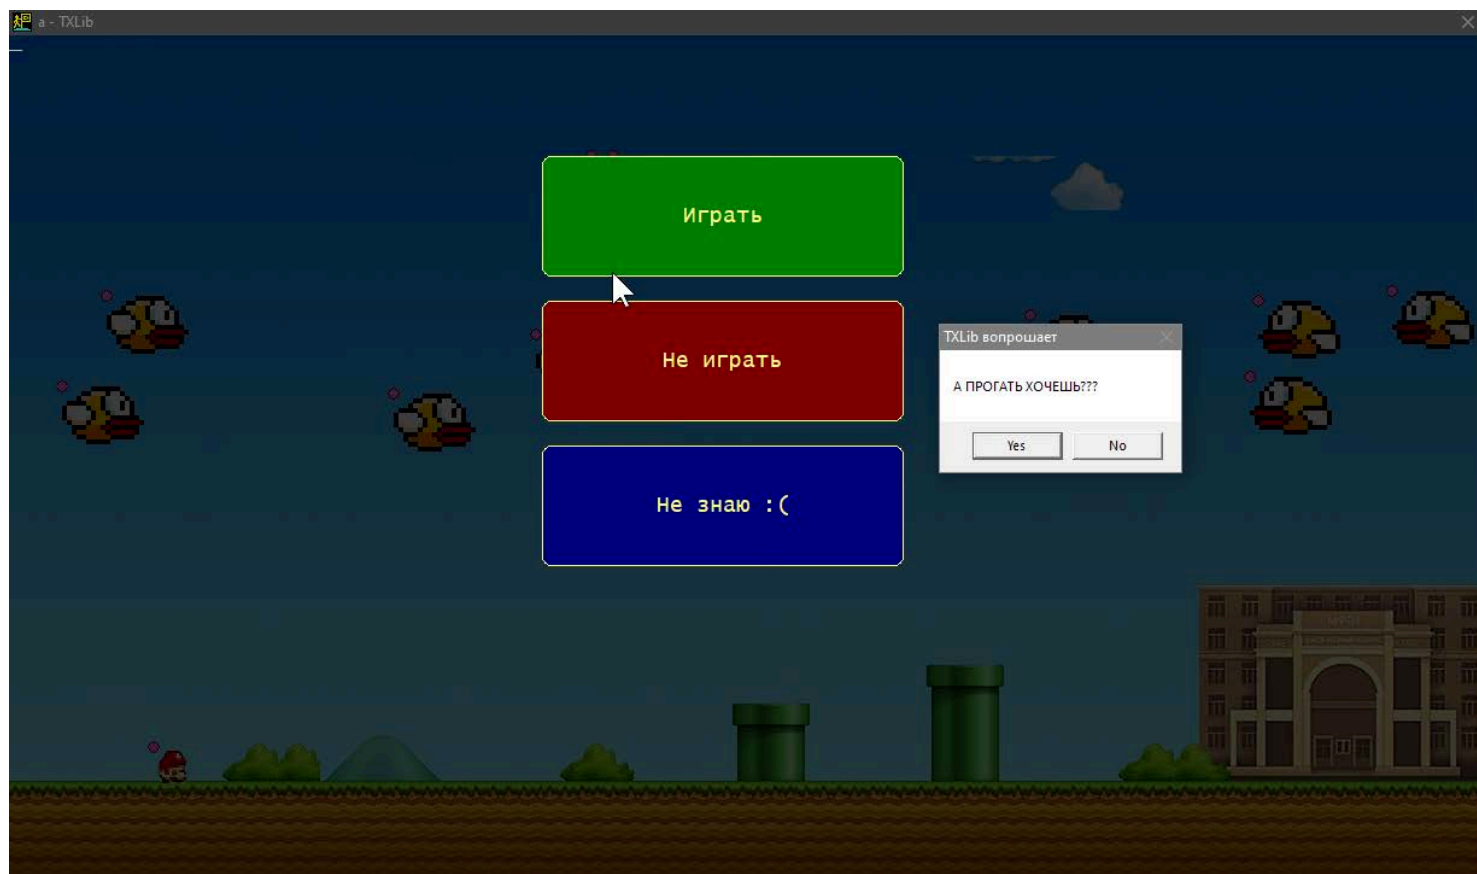 a - TXLib
Играть
Не играть
Не знаю :(
TXLib вопрошает
А ПРОГАТЬ ХОЧЕШЬ???
Yes
No